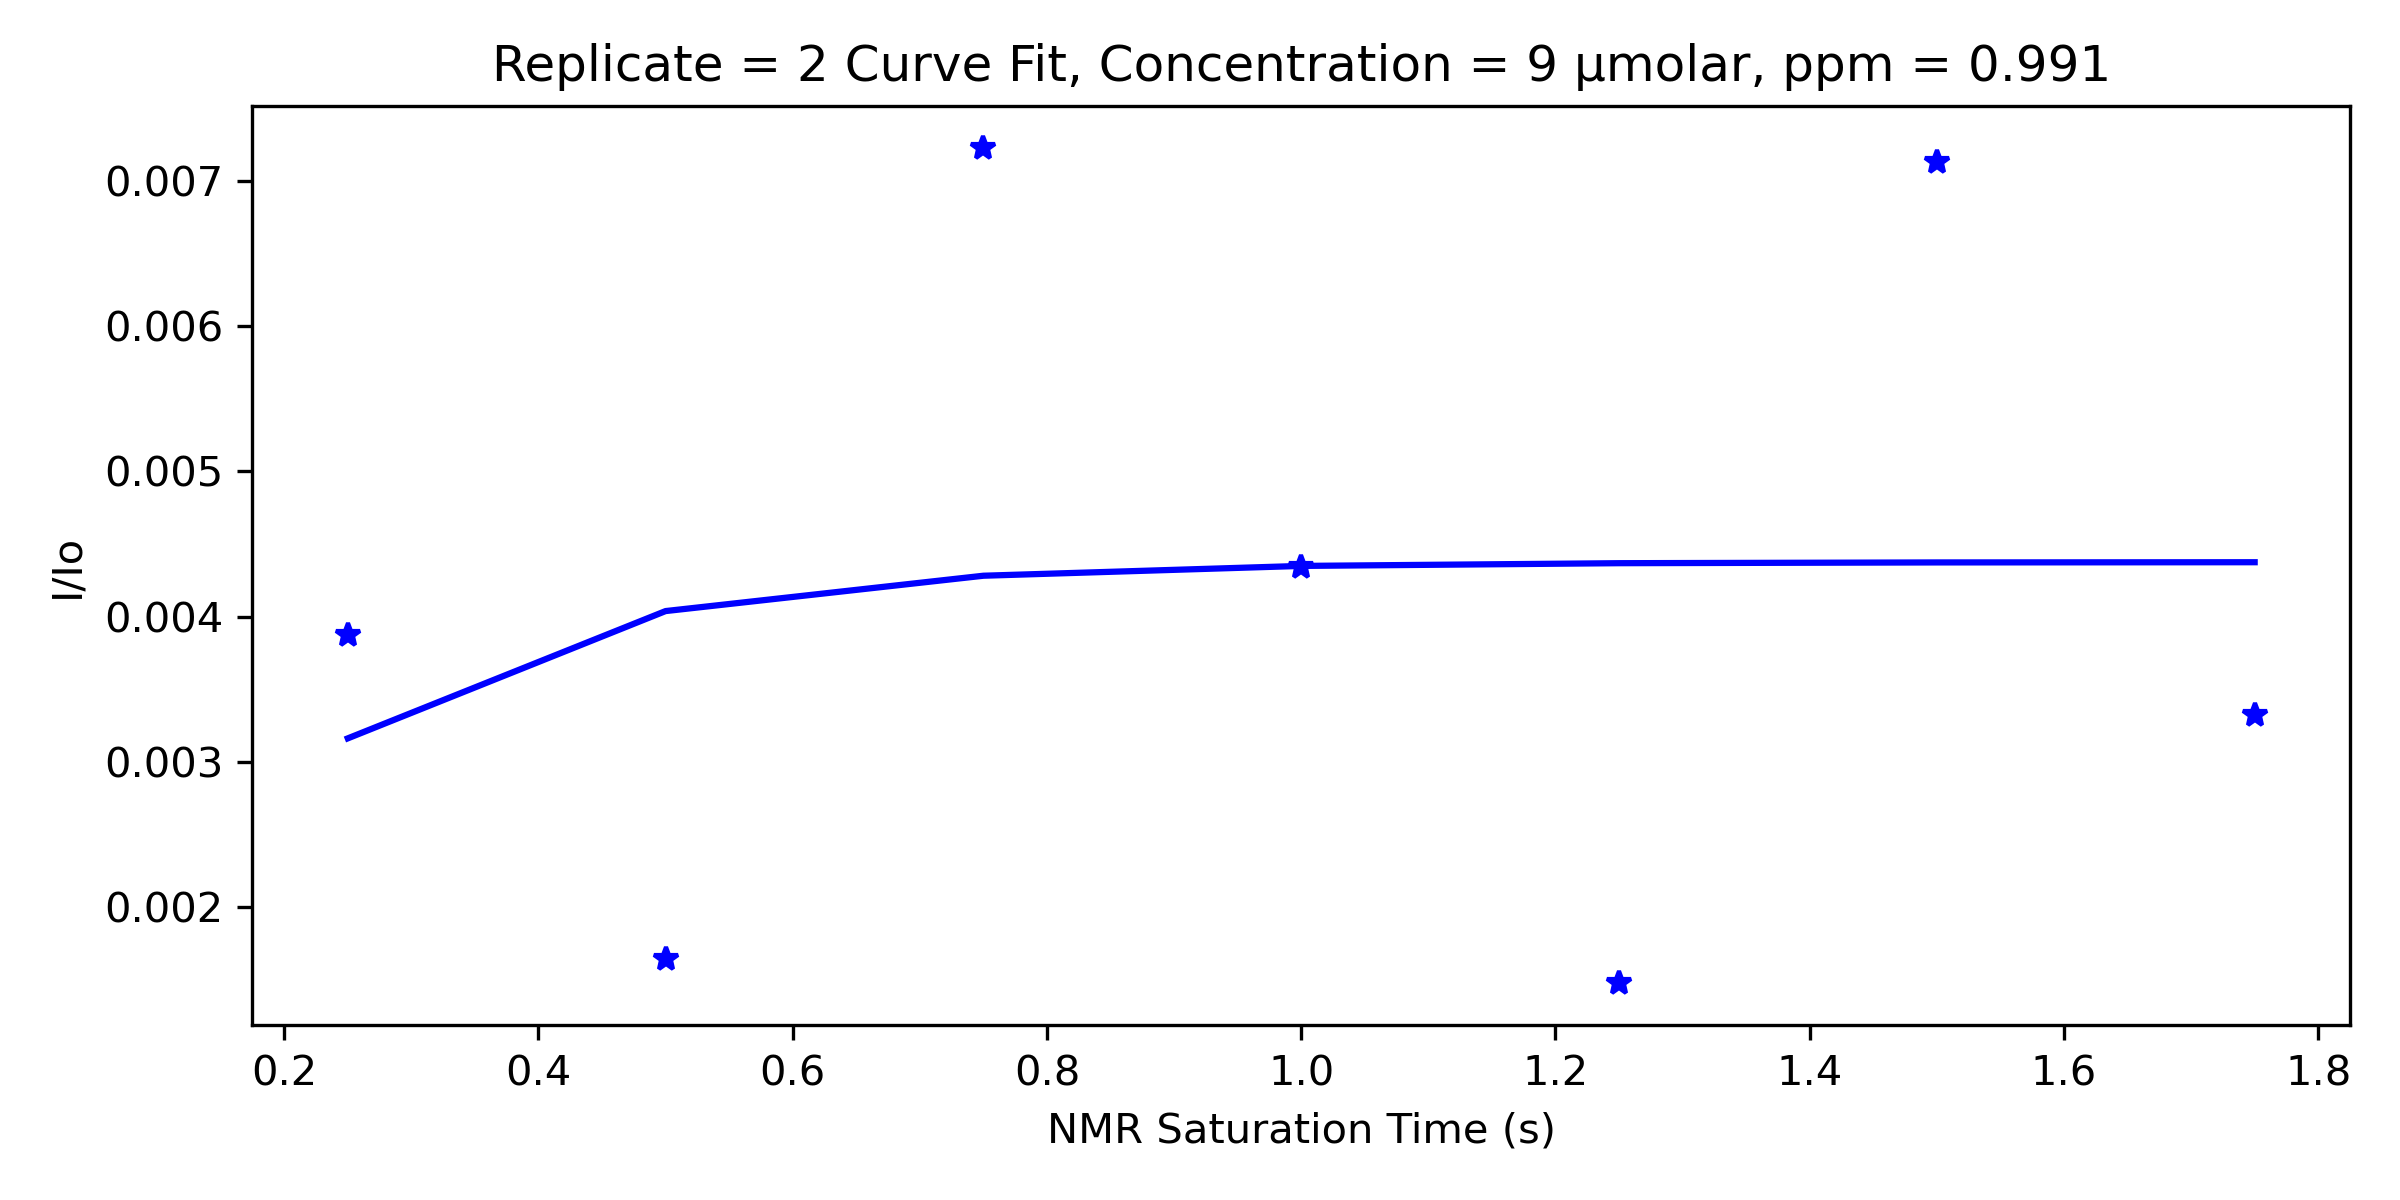 Replicate = 2 Curve Fit, Concentration = 9 µmolar, ppm = 0.991
0.007
0.006
0.005
0.004
0.003
0.002
I/Io
0.2 0.4 0.6 0.8 1.0 1.2 1.4 1.6 1.8
NMR Saturation Time (s)